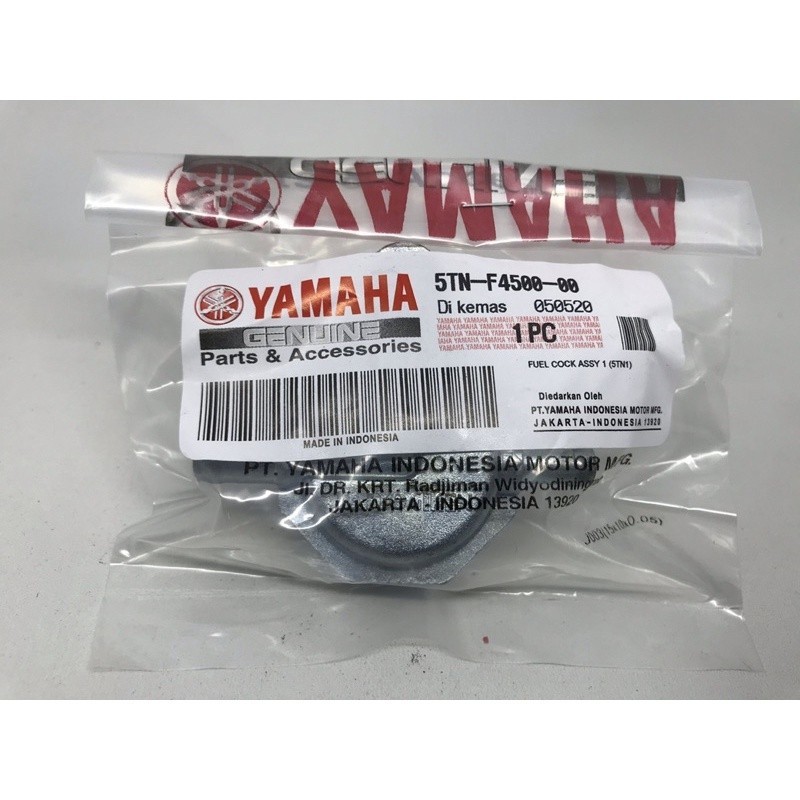 YAMAHA
YAMAHA
GENUINE
Parts & Accessories
MADE IN INDONESIA
5TN-F4500-00
Di kemas 050520
1 PC
FUEL COCK ASSY 1 (5TN1)
Diedarkan Oleh
PT.YAMAHA INDONESIA MOTOR MFG.
JAKARTA-INDONESIA 13920
PT. YAMAHA INDONESIA MOTOR MFG.
Jl. DR. KRT. Radjiman Widyodiningrat
JAKARTA - INDONESIA 13920